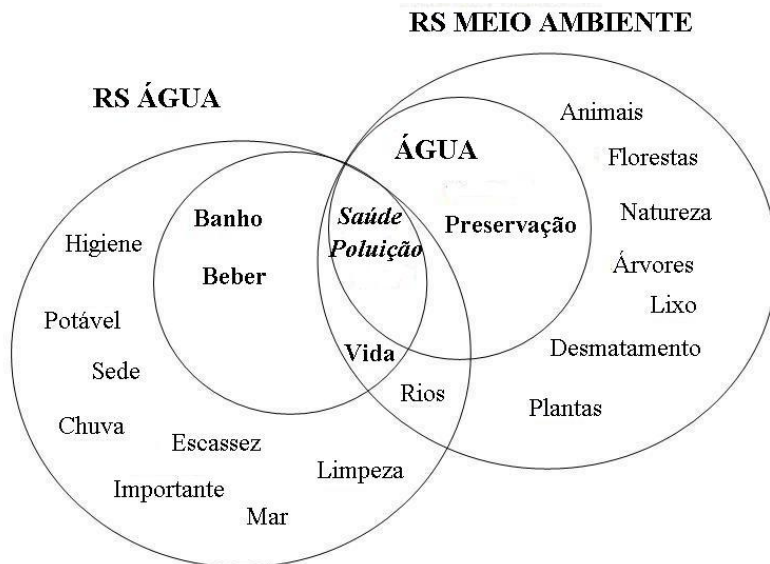 RS MEIO AMBIENTE
RS ÁGUA
Animais
ÁGUA
Florestas
Banho
Saúde
Preservação
Natureza
Higiene
Poluição
Beber
Árvores
Lixo
Potável
Vida
Desmatamento
Sede
Rios
Plantas
Chuva
Escassez
Limpeza
Importante
Mar